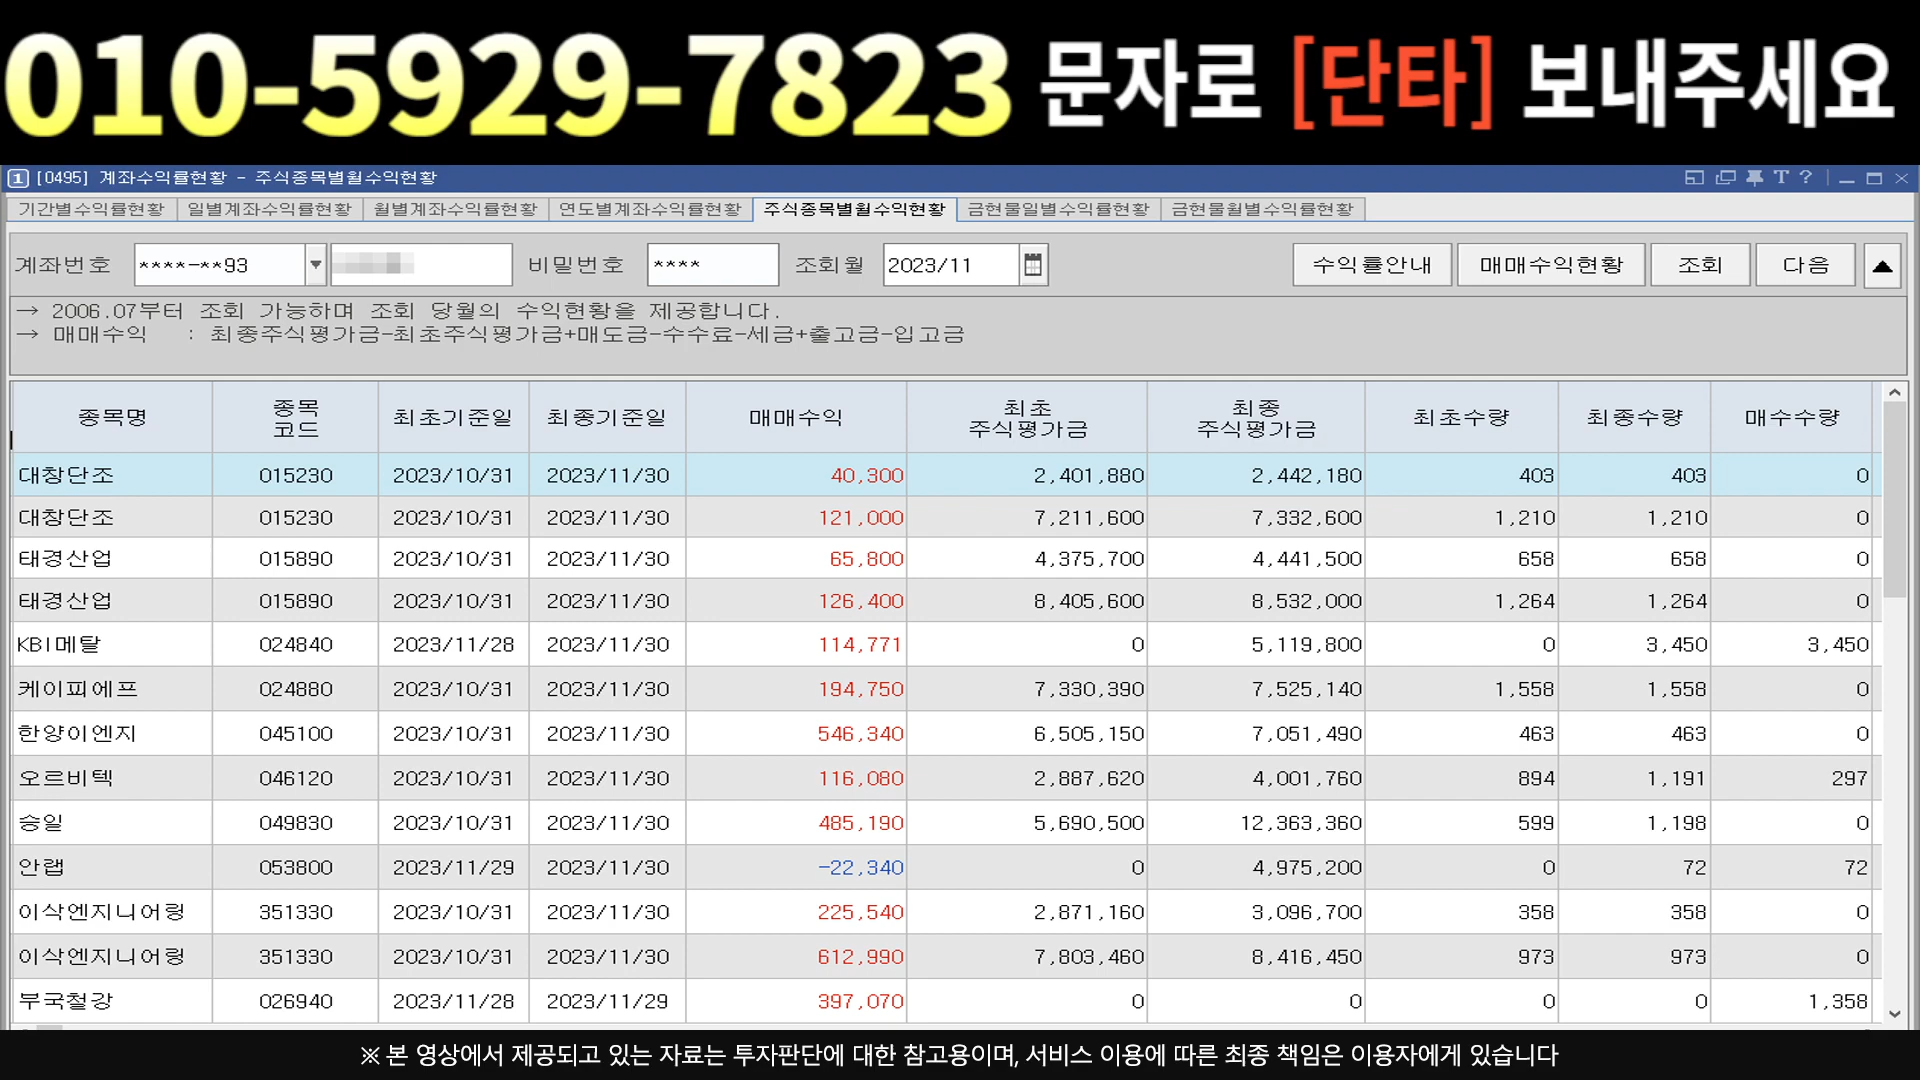 010-5929-7823 문자로 [단타] 보내주세요
1 [0495] 계좌수익률현황 - 주식종목별월수익현황 T ?
기간별수익률현황 일별계좌수익률현황 월별계좌수익률현황 연도별계좌수익률현황 주식종목별월수익현황 금현물일별수익률현황 금현물월별수익률현황
계좌번호 ****-**93 비밀번호 **** 조회월 2023/11 수익률안내 매매수익현황 조회 다음 ▲
→ 2006.07부터 조회 가능하며 조회 당월의 수익현황을 제공합니다.
→ 매매수익 : 최종주식평가금-최초주식평가금+매도금-수수료-세금+출고금-입고금
종목명 종목코드 최초기준일 최종기준일 매매수익 최초주식평가금 최종주식평가금 최초수량 최종수량 매수수량
대창단조 015230 2023/10/31 2023/11/30 40,300 2,401,880 2,442,180 403 403 0
대창단조 015230 2023/10/31 2023/11/30 121,000 7,211,600 7,332,600 1,210 1,210 0
태경산업 015890 2023/10/31 2023/11/30 65,800 4,375,700 4,441,500 658 658 0
태경산업 015890 2023/10/31 2023/11/30 126,400 8,405,600 8,532,000 1,264 1,264 0
KBI메탈 024840 2023/11/28 2023/11/30 114,771 0 5,119,800 0 3,450 3,450
케이피에프 024880 2023/10/31 2023/11/30 194,750 7,330,390 7,525,140 1,558 1,558 0
한양이엔지 045100 2023/10/31 2023/11/30 546,340 6,505,150 7,051,490 463 463 0
오르비텍 046120 2023/10/31 2023/11/30 116,080 2,887,620 4,001,760 894 1,191 297
승일 049830 2023/10/31 2023/11/30 485,190 5,690,500 12,363,360 599 1,198 0
안랩 053800 2023/11/29 2023/11/30 -22,340 0 4,975,200 0 72 72
이삭엔지니어링 351330 2023/10/31 2023/11/30 225,540 2,871,160 3,096,700 358 358 0
이삭엔지니어링 351330 2023/10/31 2023/11/30 612,990 7,803,460 8,416,450 973 973 0
부국철강 026940 2023/11/28 2023/11/29 397,070 0 0 0 0 1,358
※ 본 영상에서 제공되고 있는 자료는 투자판단에 대한 참고용이며, 서비스 이용에 따른 최종 책임은 이용자에게 있습니다